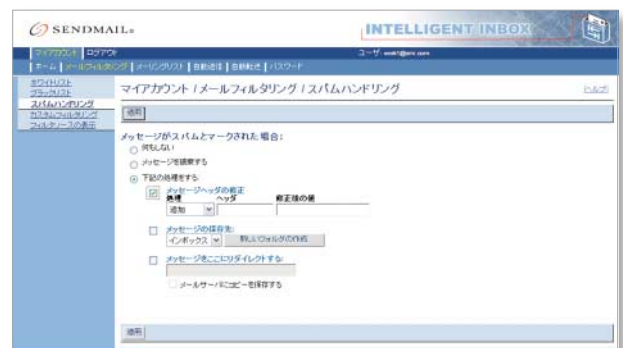 SENDMAIL®
INTELLIGENT INBOX
マイアカウント | ログアウト
ユーザ:
ホーム | メールフィルタリング | メーリングリスト | 自動返信 | 自動転送 | パスワード
ホワイトリスト
ブラックリスト
スパムハンドリング
カスタムフィルタリング
フィルタソースの表示
マイアカウント / メールフィルタリング / スパムハンドリング
ヘルプ
適用
メッセージがスパムとマークされた場合:
何もしない
メッセージを破棄する
下記の処理をする:
メッセージヘッダの修正
処理 ヘッダ 修正後の値
追加
メッセージの保存先:
インボックス 新しいフォルダの作成
メッセージをここにリダイレクトする:
メールサーバにコピーを保存する
適用